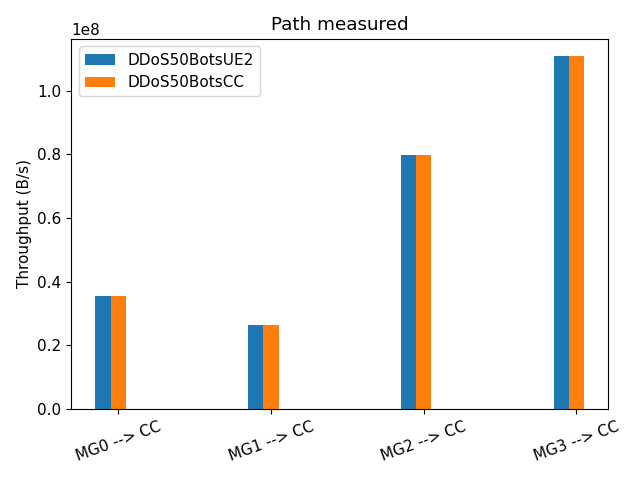 Path measured
1e8
DDoS50BotsUE2
DDoS50BotsCC
Throughput (B/s)
1.0
0.8
0.6
0.4
0.2
0.0
MG0 --> CC
MG1 --> CC
MG2 --> CC
MG3 --> CC